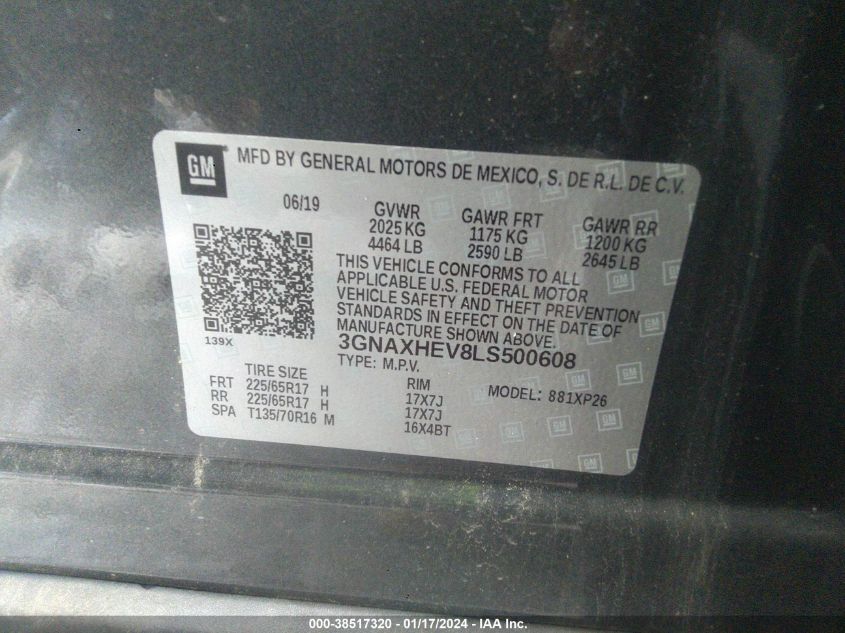 GM MFD BY GENERAL MOTORS DE MEXICO, S. DE R.L. DE C.V.
06/19 GVWR GAWR FRT GAWR RR
2025 KG 1175 KG 1200 KG
4464 LB 2590 LB 2645 LB
THIS VEHICLE CONFORMS TO ALL
APPLICABLE U.S. FEDERAL MOTOR
VEHICLE SAFETY AND THEFT PREVENTION
STANDARDS IN EFFECT ON THE DATE OF
MANUFACTURE SHOWN ABOVE.
139X 3GNAXHEV8LS500608
TYPE: M.P.V.
TIRE SIZE RIM MODEL: 881XP26
FRT 225/65R17 H 17X7J
RR 225/65R17 H 17X7J
SPA T135/70R16 M 16X4BT
000-38517320 - 01/17/2024 - IAA Inc.